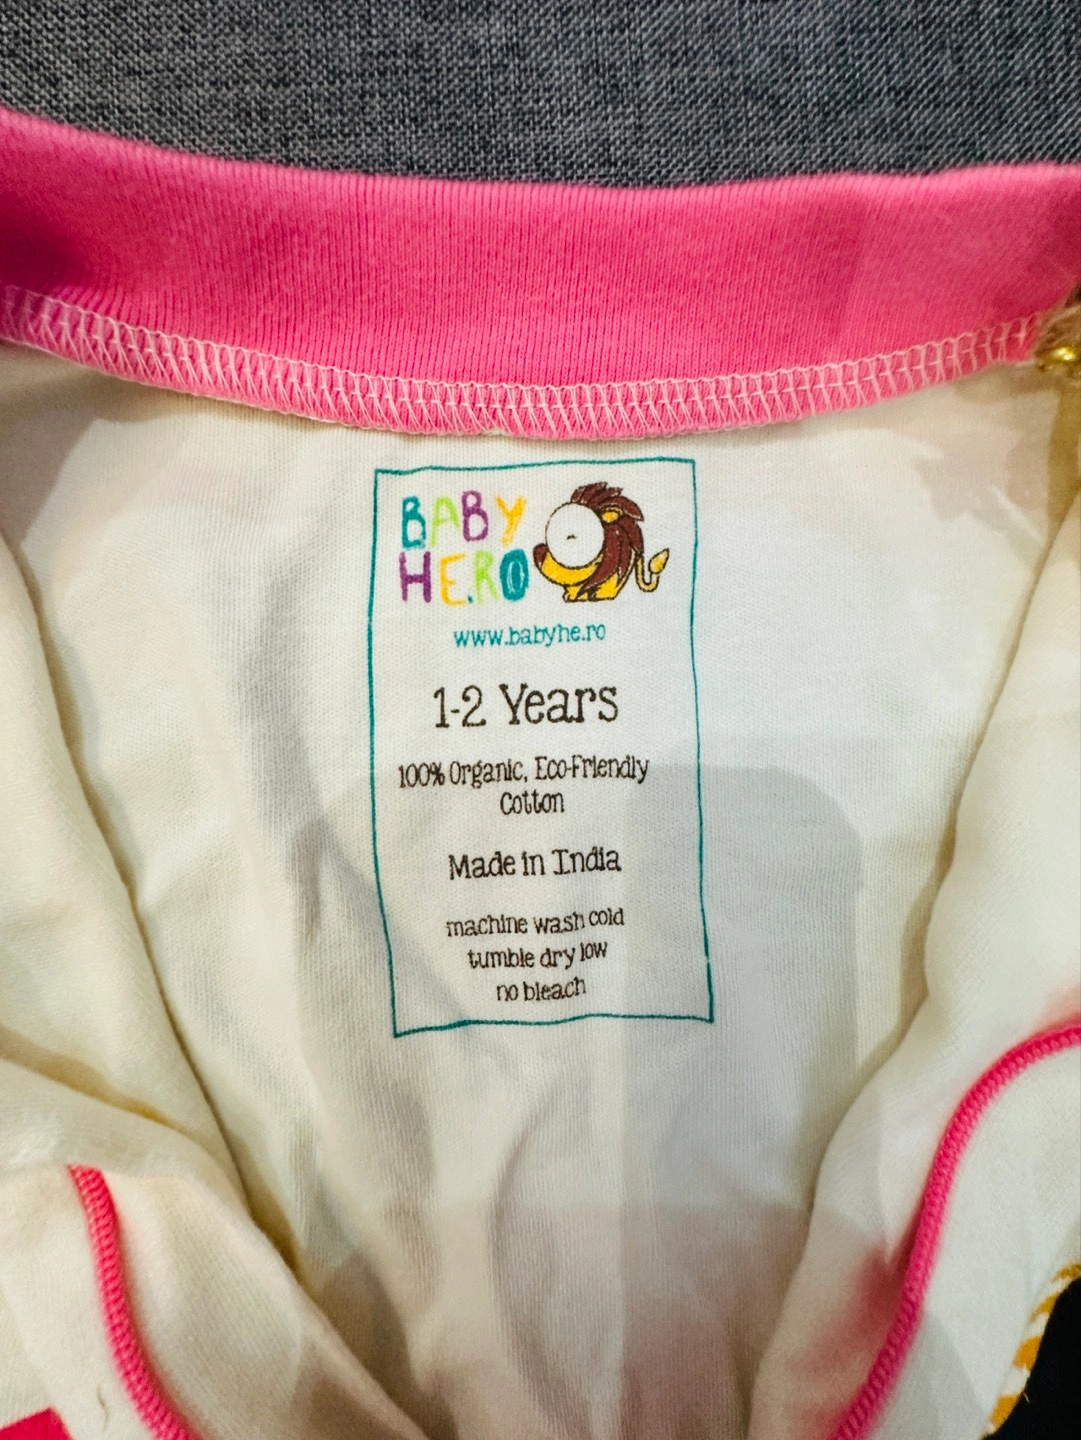 BABY
HE.RO
www.babyhe.ro
1-2 Years
100% Organic, Eco-Friendly
Cotton
Made in India
machine wash cold
tumble dry low
no bleach